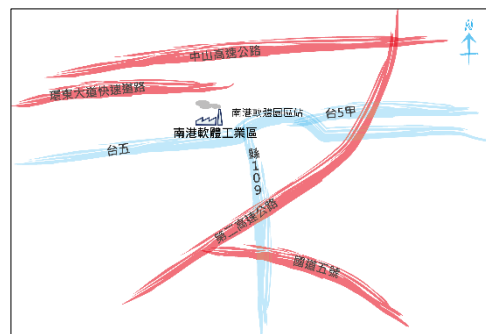 中山高速公路
環東大道快速道路
南港軟體園區站
台5甲
南港軟體工業區
台五
縣109
第二高速公路
國道五號